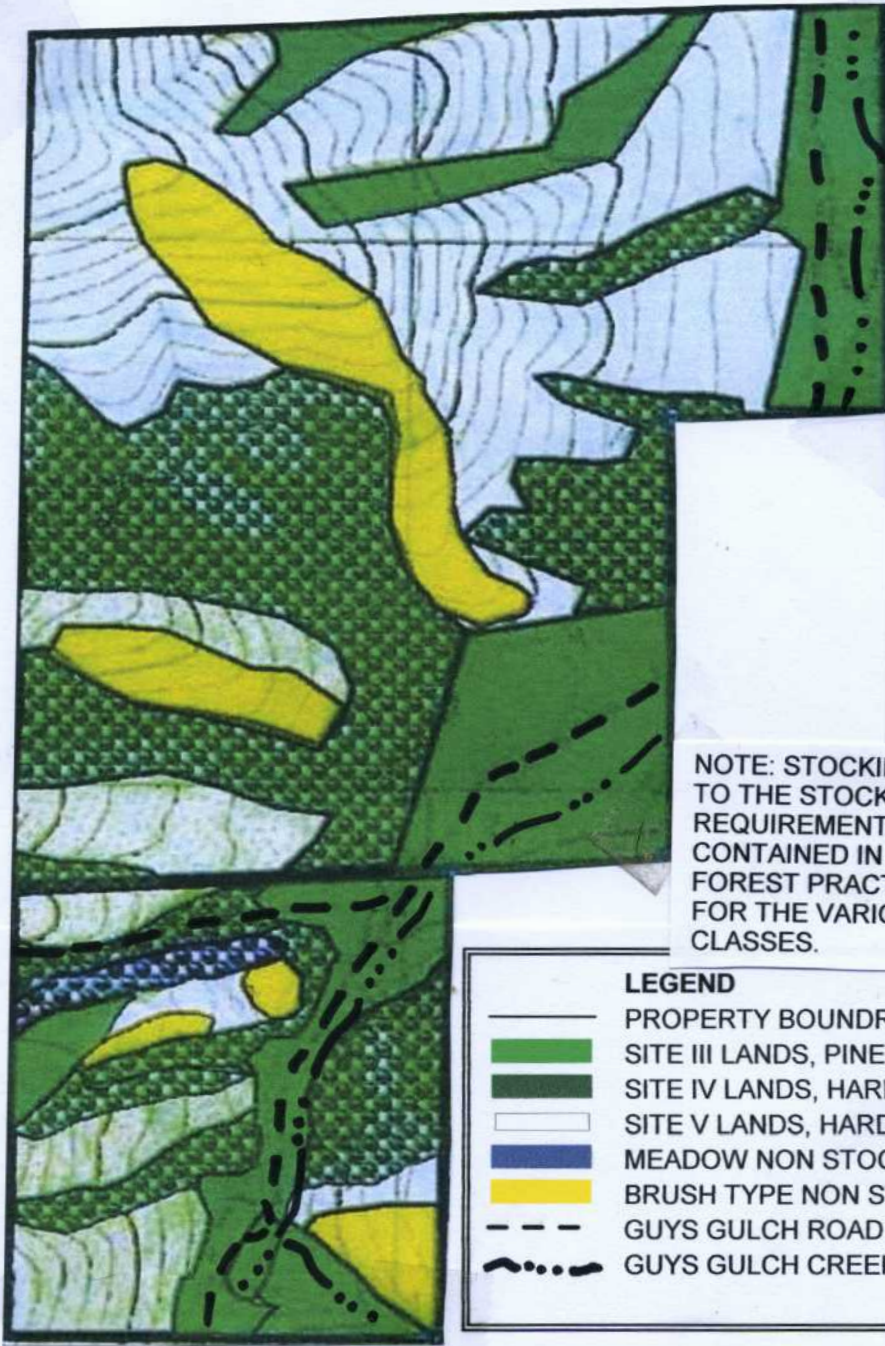 NOTE: STOCKI
TO THE STOCK
REQUIREMENT
CONTAINED IN
FOREST PRACT
FOR THE VARIO
CLASSES.
LEGEND
PROPERTY BOUNDR
SITE III LANDS, PINE
SITE IV LANDS, HAR
SITE V LANDS, HARD
MEADOW NON STOC
BRUSH TYPE NON S
GUYS GULCH ROAD
GUYS GULCH CREE